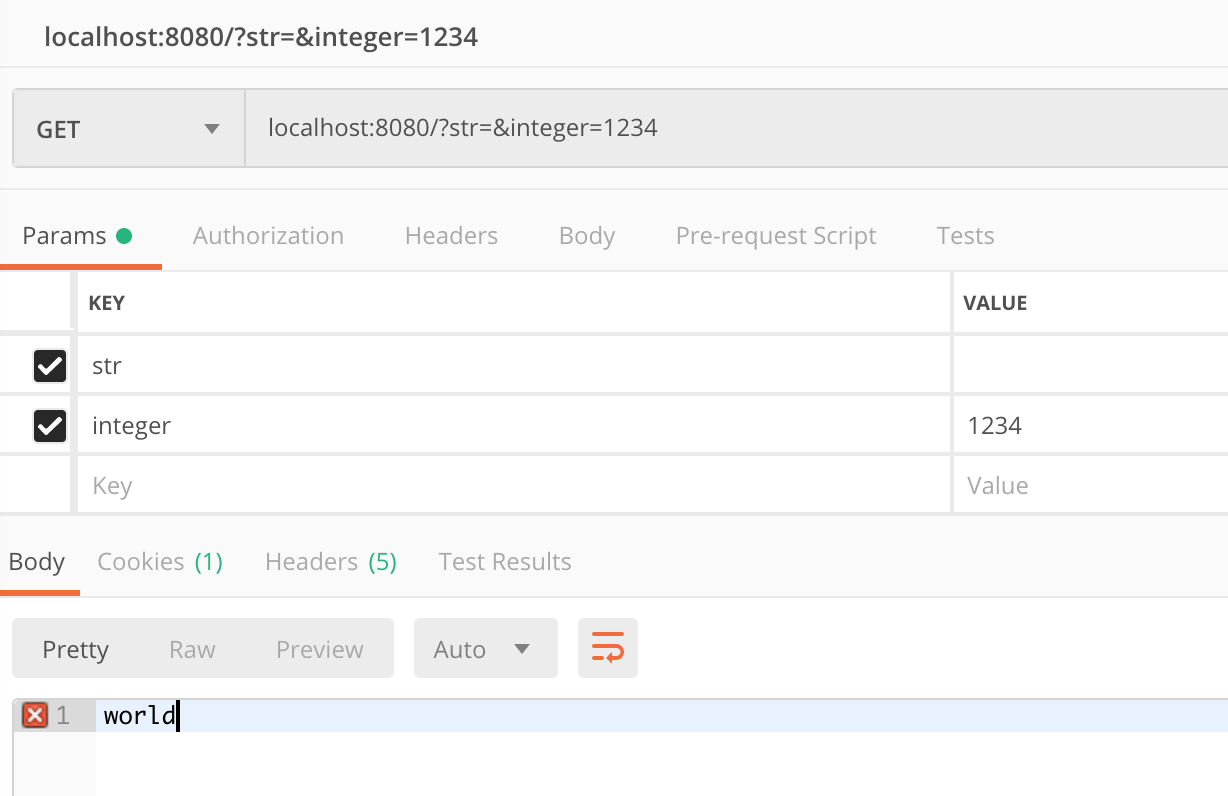 localhost:8080/?str=&integer=1234
GET localhost:8080/?str=&integer=1234
Params Authorization Headers Body Pre-request Script Tests
KEY VALUE
str
integer 1234
Key Value
Body Cookies (1) Headers (5) Test Results
Pretty Raw Preview Auto
1 world